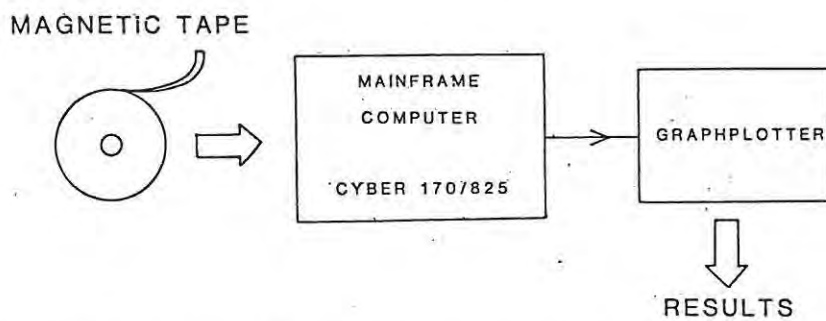 MAGNETIC TAPE
MAINFRAME
COMPUTER
CYBER 170/825
GRAPHPLOTTER
RESULTS